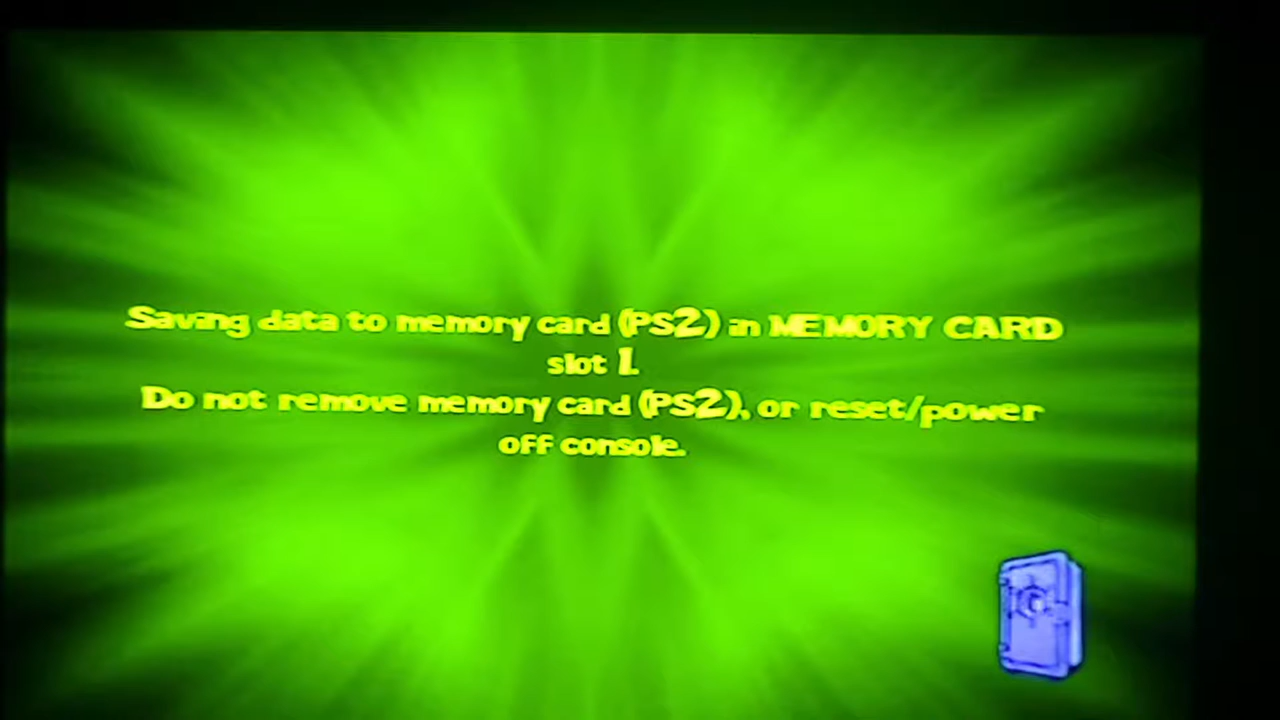 Saving data to memory card (PS2) in MEMORY CARD
slot 1.
Do not remove memory card (PS2), or reset/power
off console.